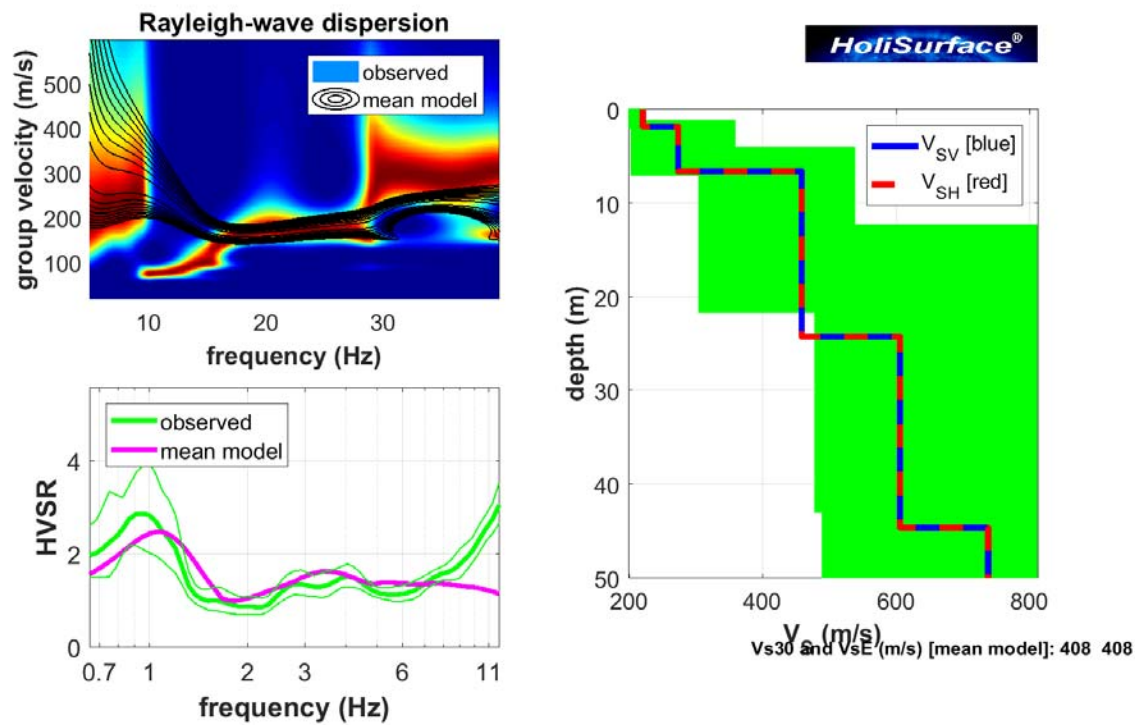 Rayleigh-wave dispersion
group velocity (m/s)
500
400
300
200
100
observed
mean model
10
20
30
frequency (Hz)
HVSR
4
2
0
observed
mean model
0.7
1
2
3
6
11
frequency (Hz)
HoliSurface®
depth (m)
0
10
20
30
40
50
V_SV [blue]
V_SH [red]
200
400
600
800
V_S (m/s)
Vs30 and VsE (m/s) [mean model]: 408 408